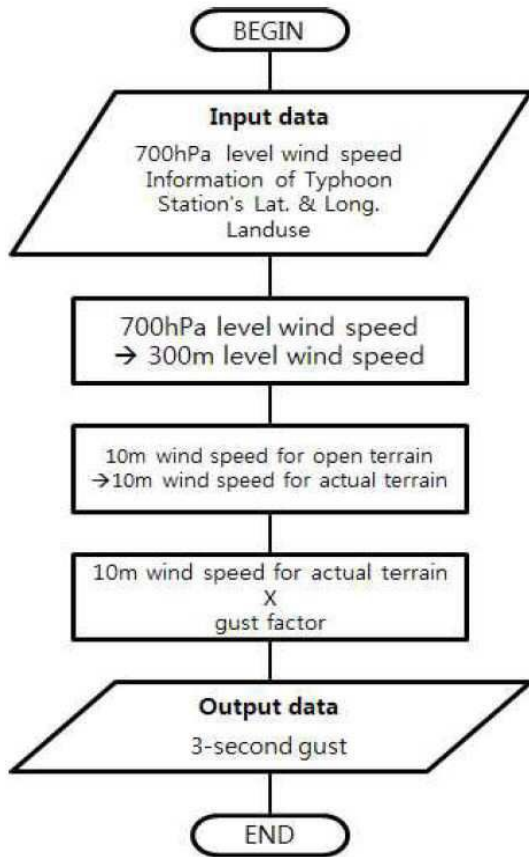 BEGIN
Input data
700hPa level wind speed
Information of Typhoon
Station's Lat. & Long.
Landuse
700hPa level wind speed
→ 300m level wind speed
10m wind speed for open terrain
→10m wind speed for actual terrain
10m wind speed for actual terrain
X
gust factor
Output data
3-second gust
END